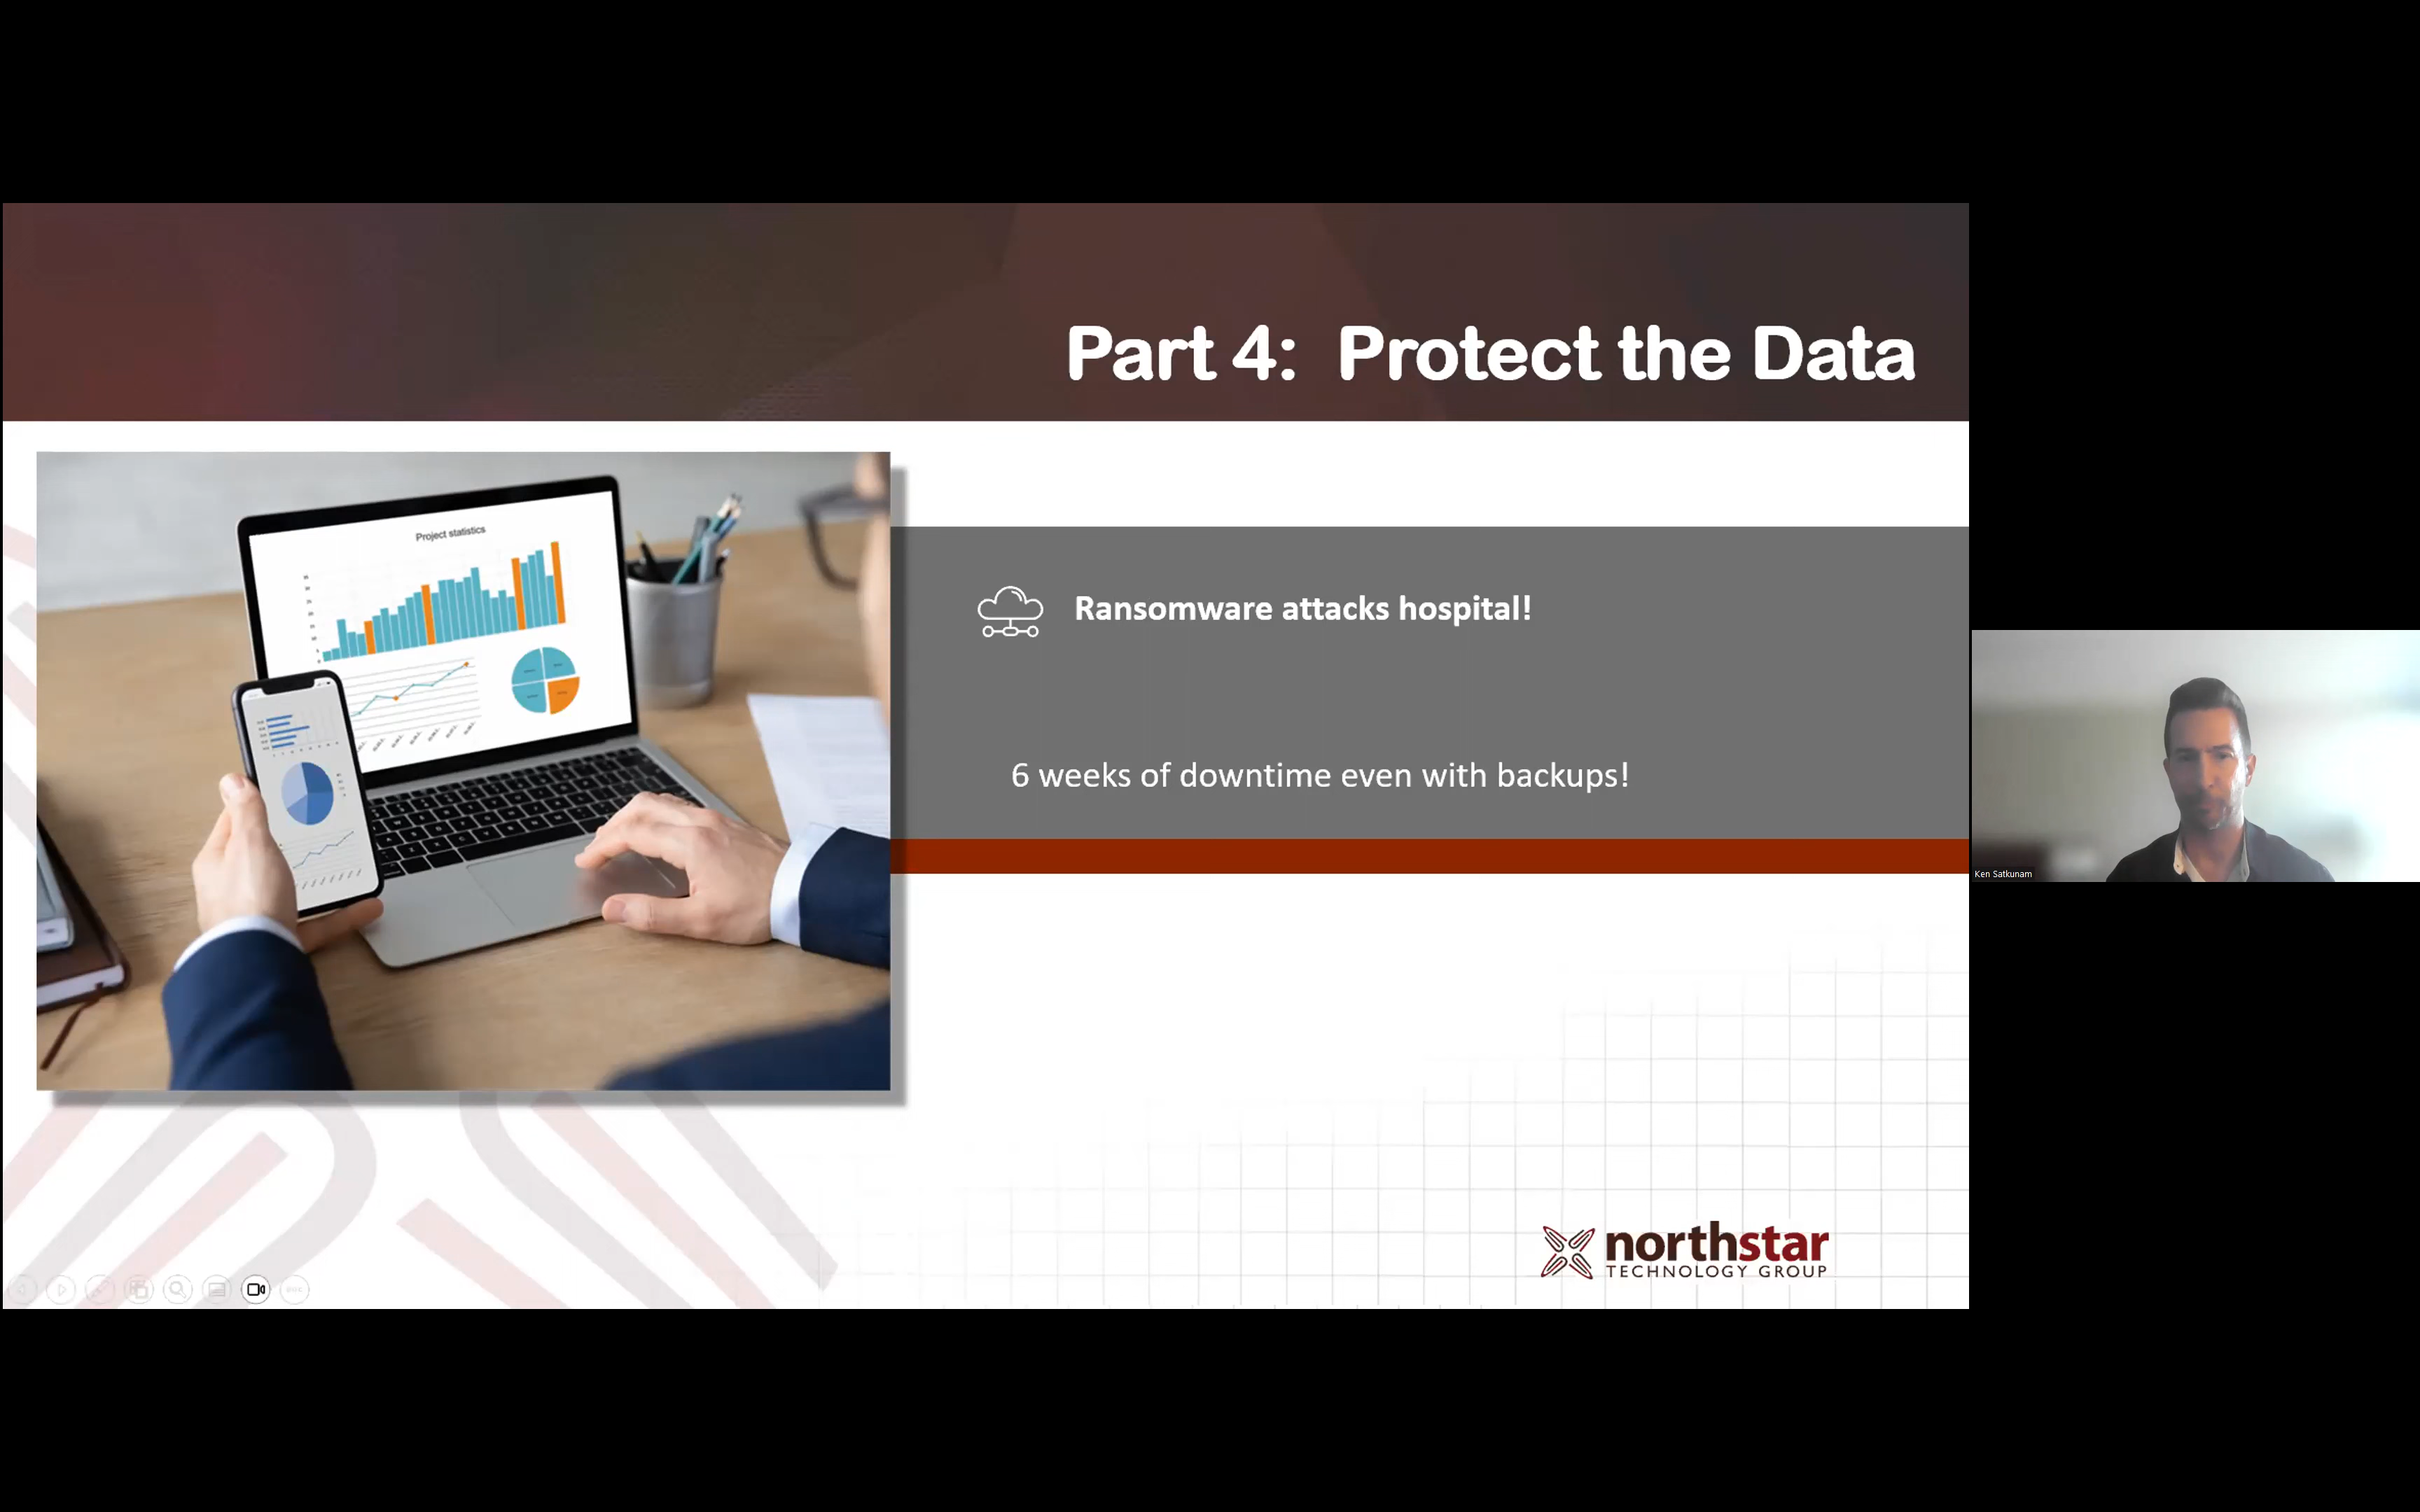 Part 4: Protect the Data
Project statistics
Ransomware attacks hospital!
6 weeks of downtime even with backups!
Ken Satkunam
northstar
TECHNOLOGY GROUP